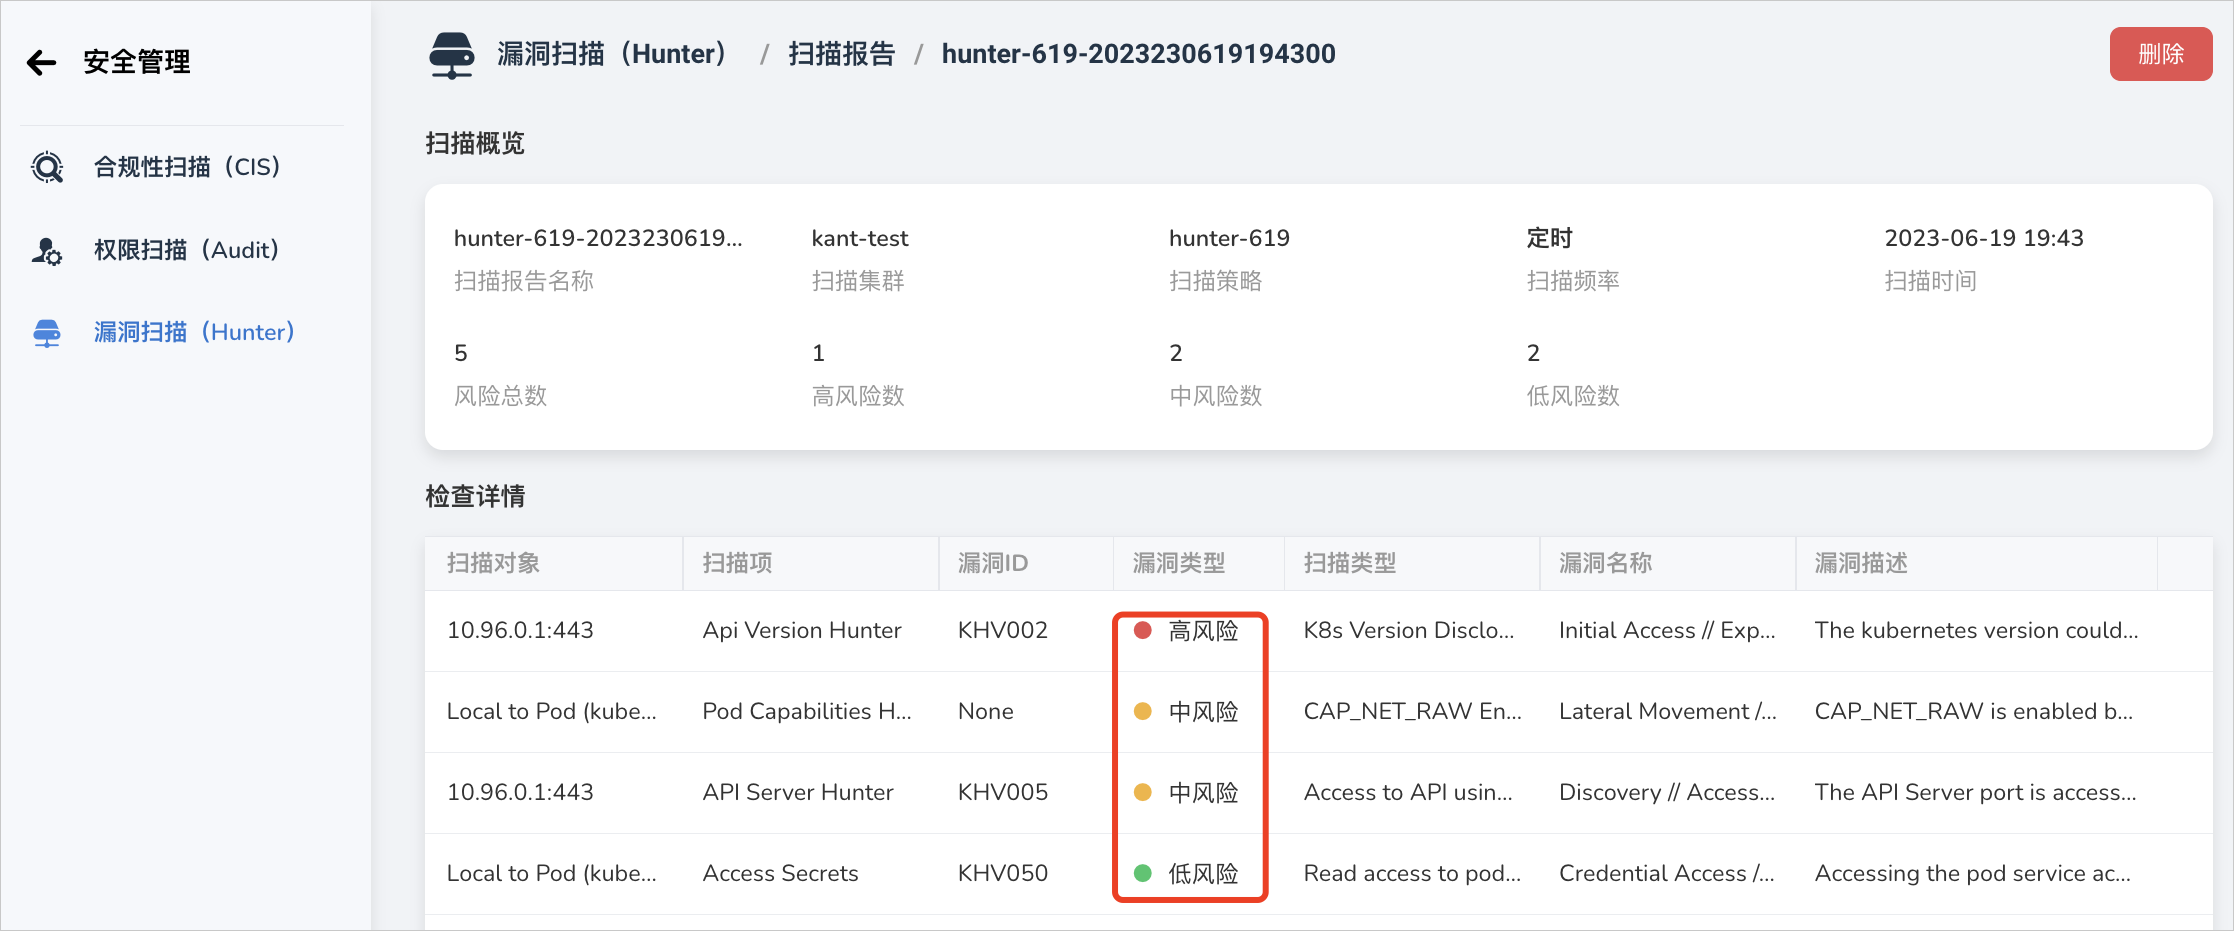 安全管理
合规性扫描（CIS）
权限扫描（Audit）
漏洞扫描（Hunter）
漏洞扫描（Hunter） / 扫描报告 / hunter-619-2023230619194300
删除
扫描概览
hunter-619-2023230619... kant-test hunter-619 定时 2023-06-19 19:43
扫描报告名称 扫描集群 扫描策略 扫描频率 扫描时间
5 1 2 2
风险总数 高风险数 中风险数 低风险数
检查详情
扫描对象 扫描项 漏洞ID 漏洞类型 扫描类型 漏洞名称 漏洞描述
10.96.0.1:443 Api Version Hunter KHV002 高风险 K8s Version Disclo... Initial Access // Exp... The kubernetes version could...
Local to Pod (kube... Pod Capabilities H... None 中风险 CAP_NET_RAW En... Lateral Movement /... CAP_NET_RAW is enabled b...
10.96.0.1:443 API Server Hunter KHV005 中风险 Access to API usin... Discovery // Access... The API Server port is access...
Local to Pod (kube... Access Secrets KHV050 低风险 Read access to pod... Credential Access /... Accessing the pod service ac...